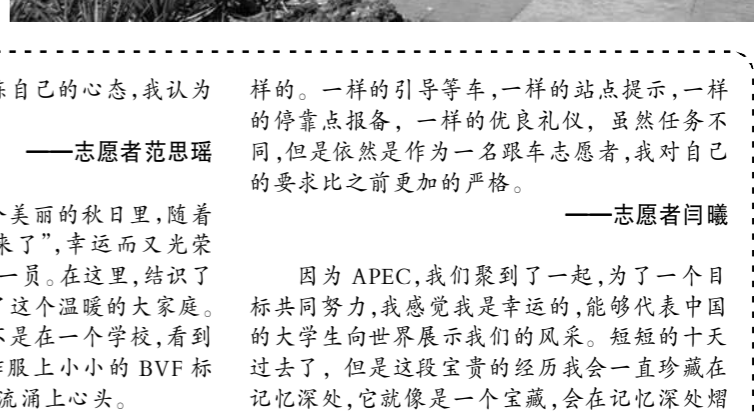 自己的心态,我认为
——志愿者范思瑶
美丽的秋日里,随着
来了”,幸运而又光荣
一员。在这里,结识了
这个温暖的大家庭。
是在一个学校,看到
服上小小的 BVF 标
流涌上心头。
样的。一样的引导等车,一样的站点提示,一样
的停靠点报备，一样的优良礼仪，虽然任务不
同,但是依然是作为一名跟车志愿者,我对自己
的要求比之前更加的严格。
——志愿者闫曦
因为 APEC,我们聚到了一起,为了一个目
标共同努力,我感觉我是幸运的,能够代表中国
的大学生向世界展示我们的风采。短短的十天
过去了，但是这段宝贵的经历我会一直珍藏在
记忆深处,它就像是一个宝藏,会在记忆深处熠